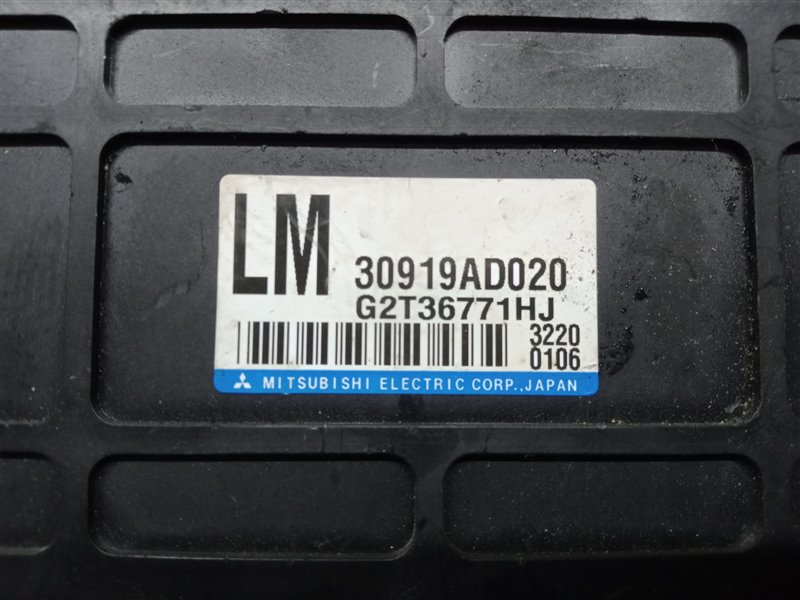 LM 30919AD020
G2T36771HJ
3220
0106
MITSUBISHI ELECTRIC CORP., JAPAN